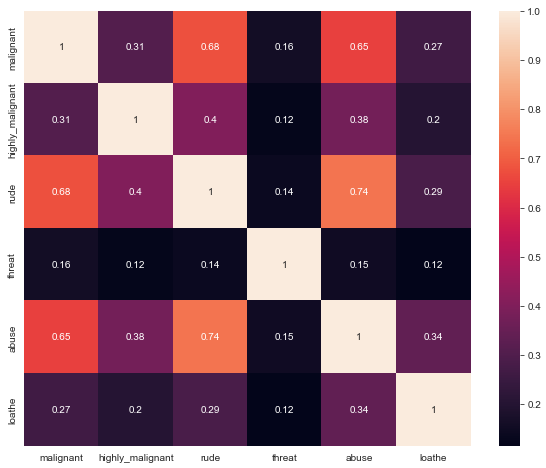 malignant 1 0.31 0.68 0.16 0.65 0.27
highly_malignant 0.31 1 0.4 0.12 0.38 0.2
rude 0.68 0.4 1 0.14 0.74 0.29
threat 0.16 0.12 0.14 1 0.15 0.12
abuse 0.65 0.38 0.74 0.15 1 0.34
loathe 0.27 0.2 0.29 0.12 0.34 1
malignant highly_malignant rude threat abuse loathe
1.0
0.9
0.8
0.7
0.6
0.5
0.4
0.3
0.2